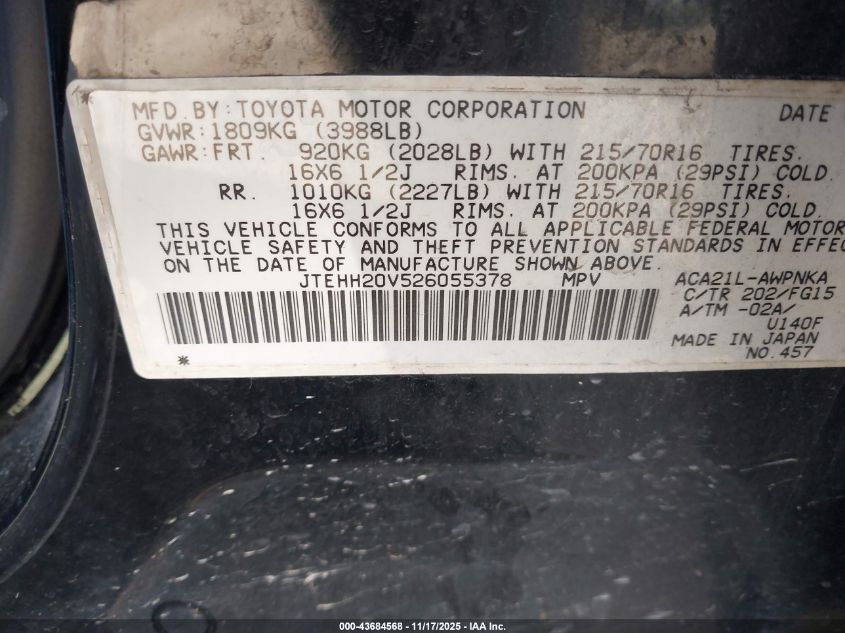 MFD. BY: TOYOTA MOTOR CORPORATION DATE
GVWR: 1809KG (3988LB)
GAWR: FRT. 920KG (2028LB) WITH 215/70R16 TIRES.
16X6 1/2J RIMS. AT 200KPA (29PSI) COLD.
RR. 1010KG (2227LB) WITH 215/70R16 TIRES.
16X6 1/2J RIMS. AT 200KPA (29PSI) COLD.
THIS VEHICLE CONFORMS TO ALL APPLICABLE FEDERAL MOTOR
VEHICLE SAFETY AND THEFT PREVENTION STANDARDS IN EFFEC
ON THE DATE OF MANUFACTURE SHOWN ABOVE.
JTEHH20V526055378 MPV ACA21L-AWPNKA
C/TR 202/FG15
A/TM -02A/
U140F
MADE IN JAPAN
NO. 457
000-43684568 - 11/17/2025 - IAA Inc.